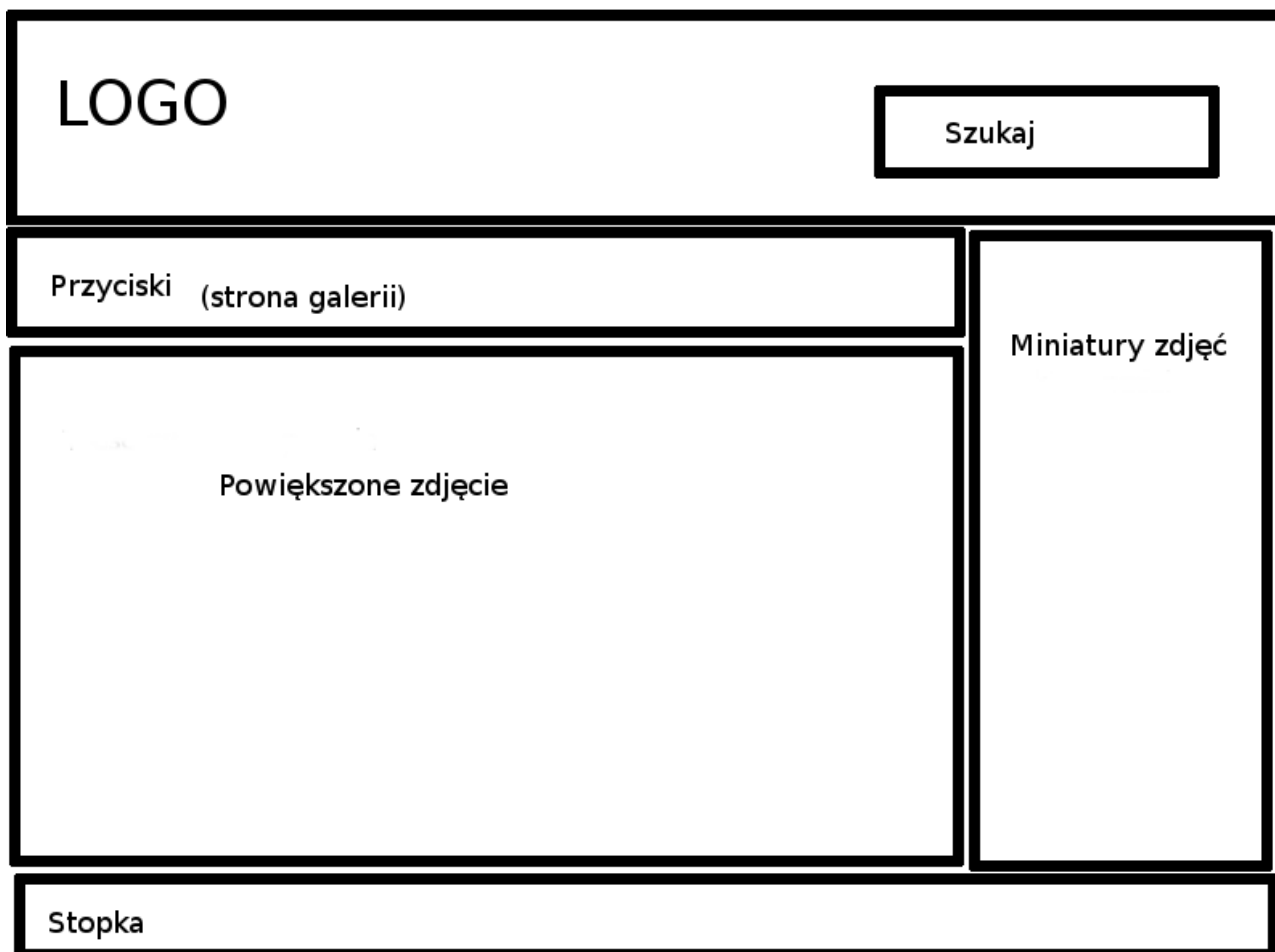 LOGO
Szukaj
Przyciski (strona galerii)
Miniatury zdjęć
Powiększone zdjęcie
Stopka